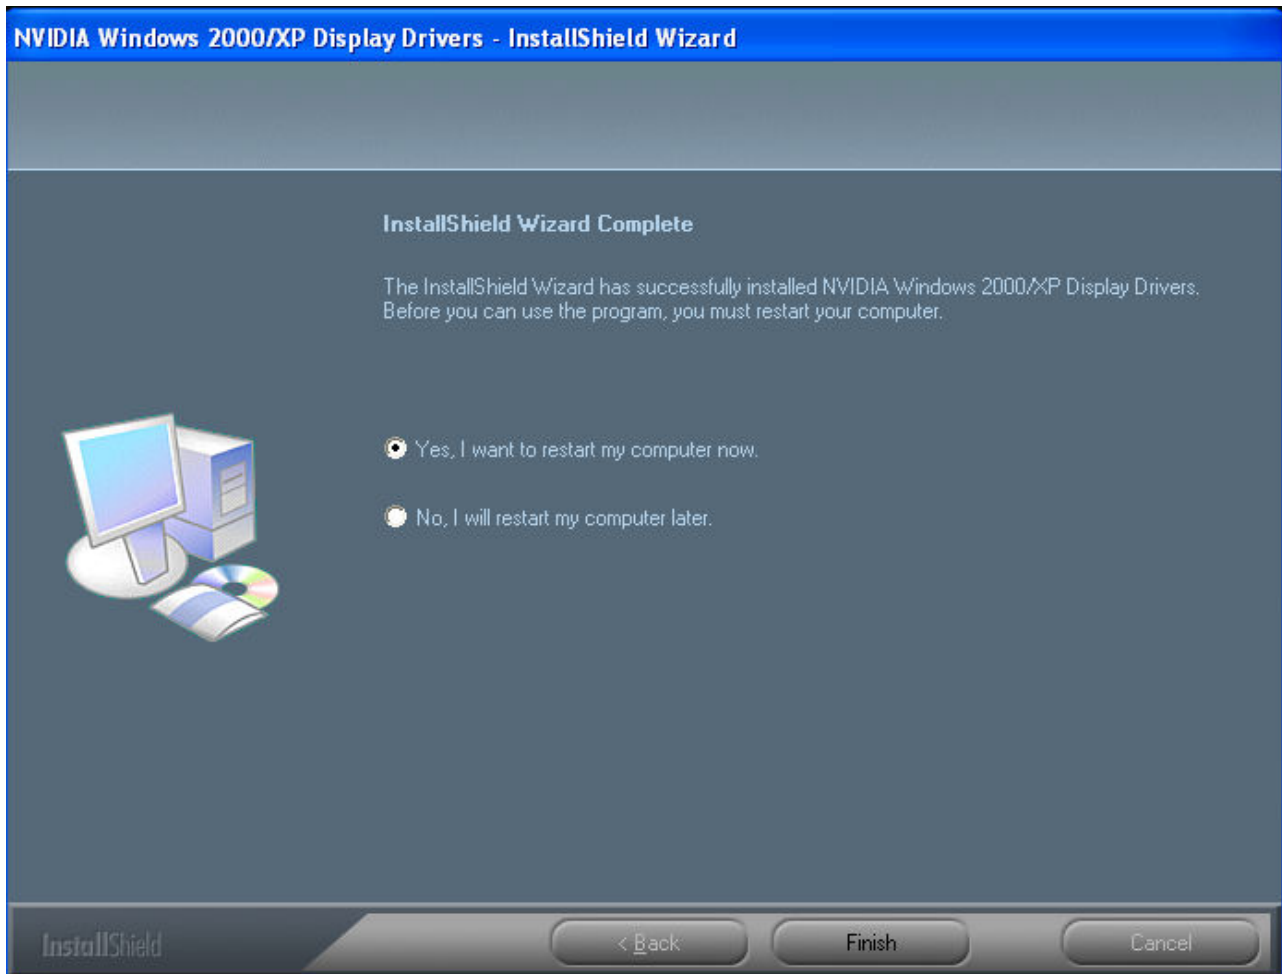 NVIDIA Windows 2000/XP Display Drivers - InstallShield Wizard
InstallShield Wizard Complete
The InstallShield Wizard has successfully installed NVIDIA Windows 2000/XP Display Drivers.
Before you can use the program, you must restart your computer.
Yes, I want to restart my computer now.
No, I will restart my computer later.
InstallShield
< Back
Finish
Cancel